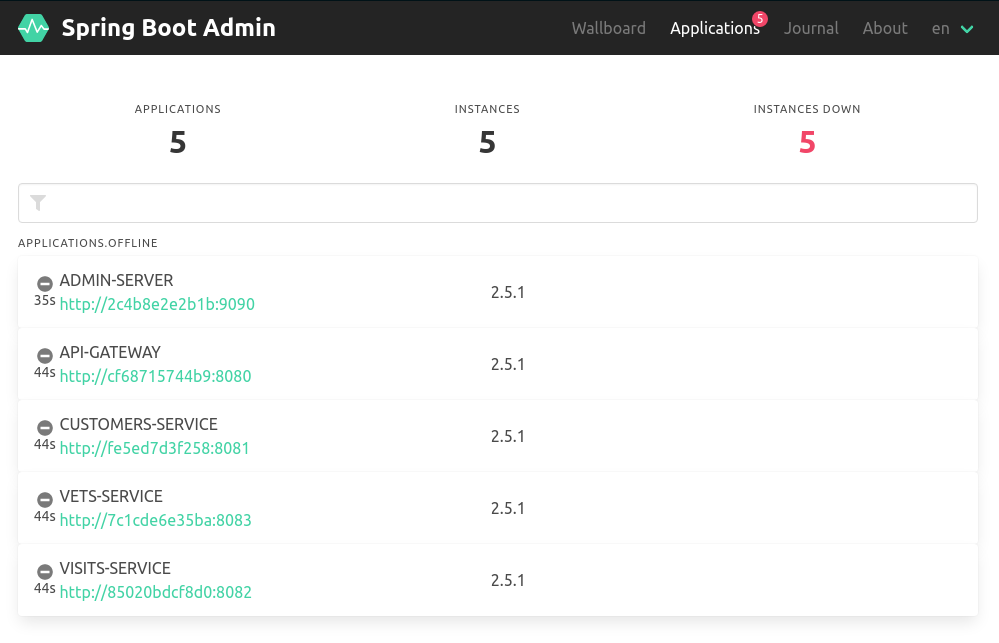 Spring Boot Admin
Wallboard Applications 5 Journal About en
APPLICATIONS INSTANCES INSTANCES DOWN
5 5 5
APPLICATIONS.OFFLINE
ADMIN-SERVER
35s http://2c4b8e2e2b1b:9090 2.5.1
API-GATEWAY
44s http://cf68715744b9:8080 2.5.1
CUSTOMERS-SERVICE
44s http://fe5ed7d3f258:8081 2.5.1
VETS-SERVICE
44s http://7c1cde6e35ba:8083 2.5.1
VISITS-SERVICE
44s http://85020bdcf8d0:8082 2.5.1